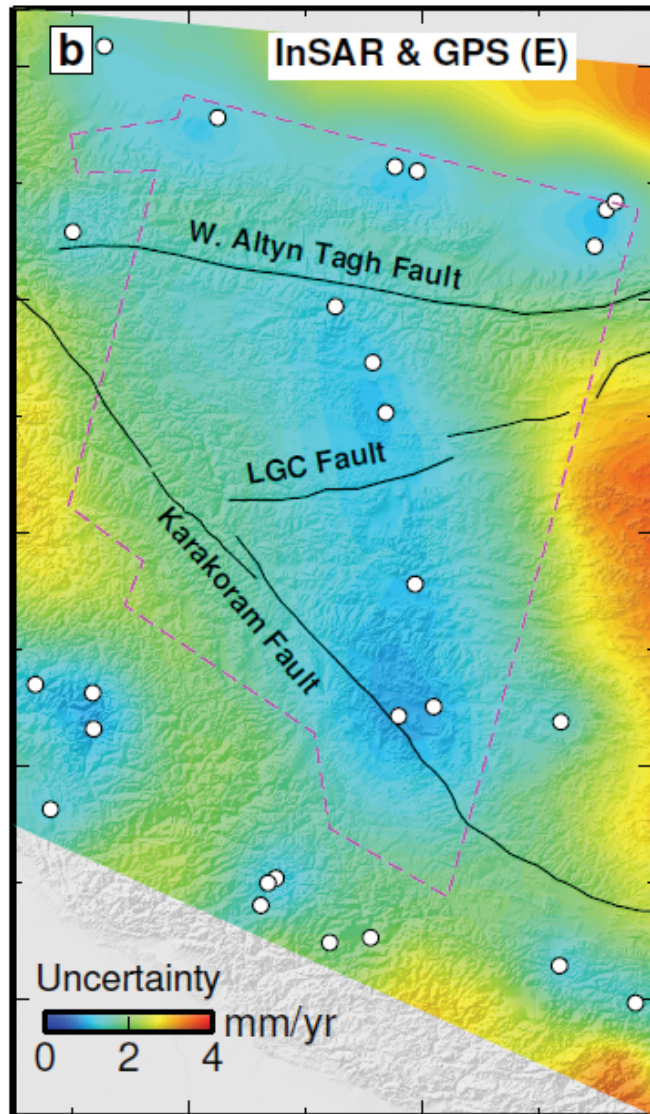 b
InSAR & GPS (E)
W. Altyn Tagh Fault
LGC Fault
Karakoram Fault
Uncertainty
mm/yr
0 2 4